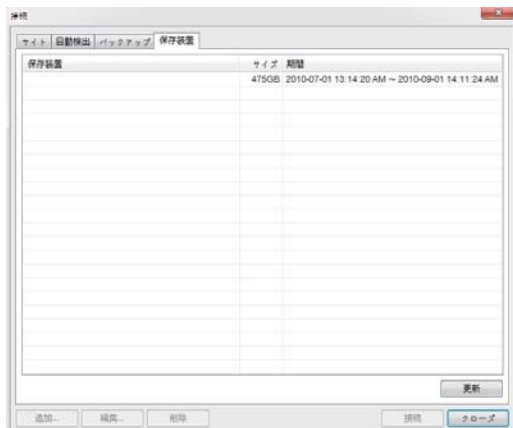 接続
サイト 自動検出 バックアップ 保存装置
保存装置 サイズ 期間
475GB 2010-07-01 13:14:20 AM ~ 2010-09-01 14:11:24 AM
更新
追加... 編集... 削除 接続 クローズ